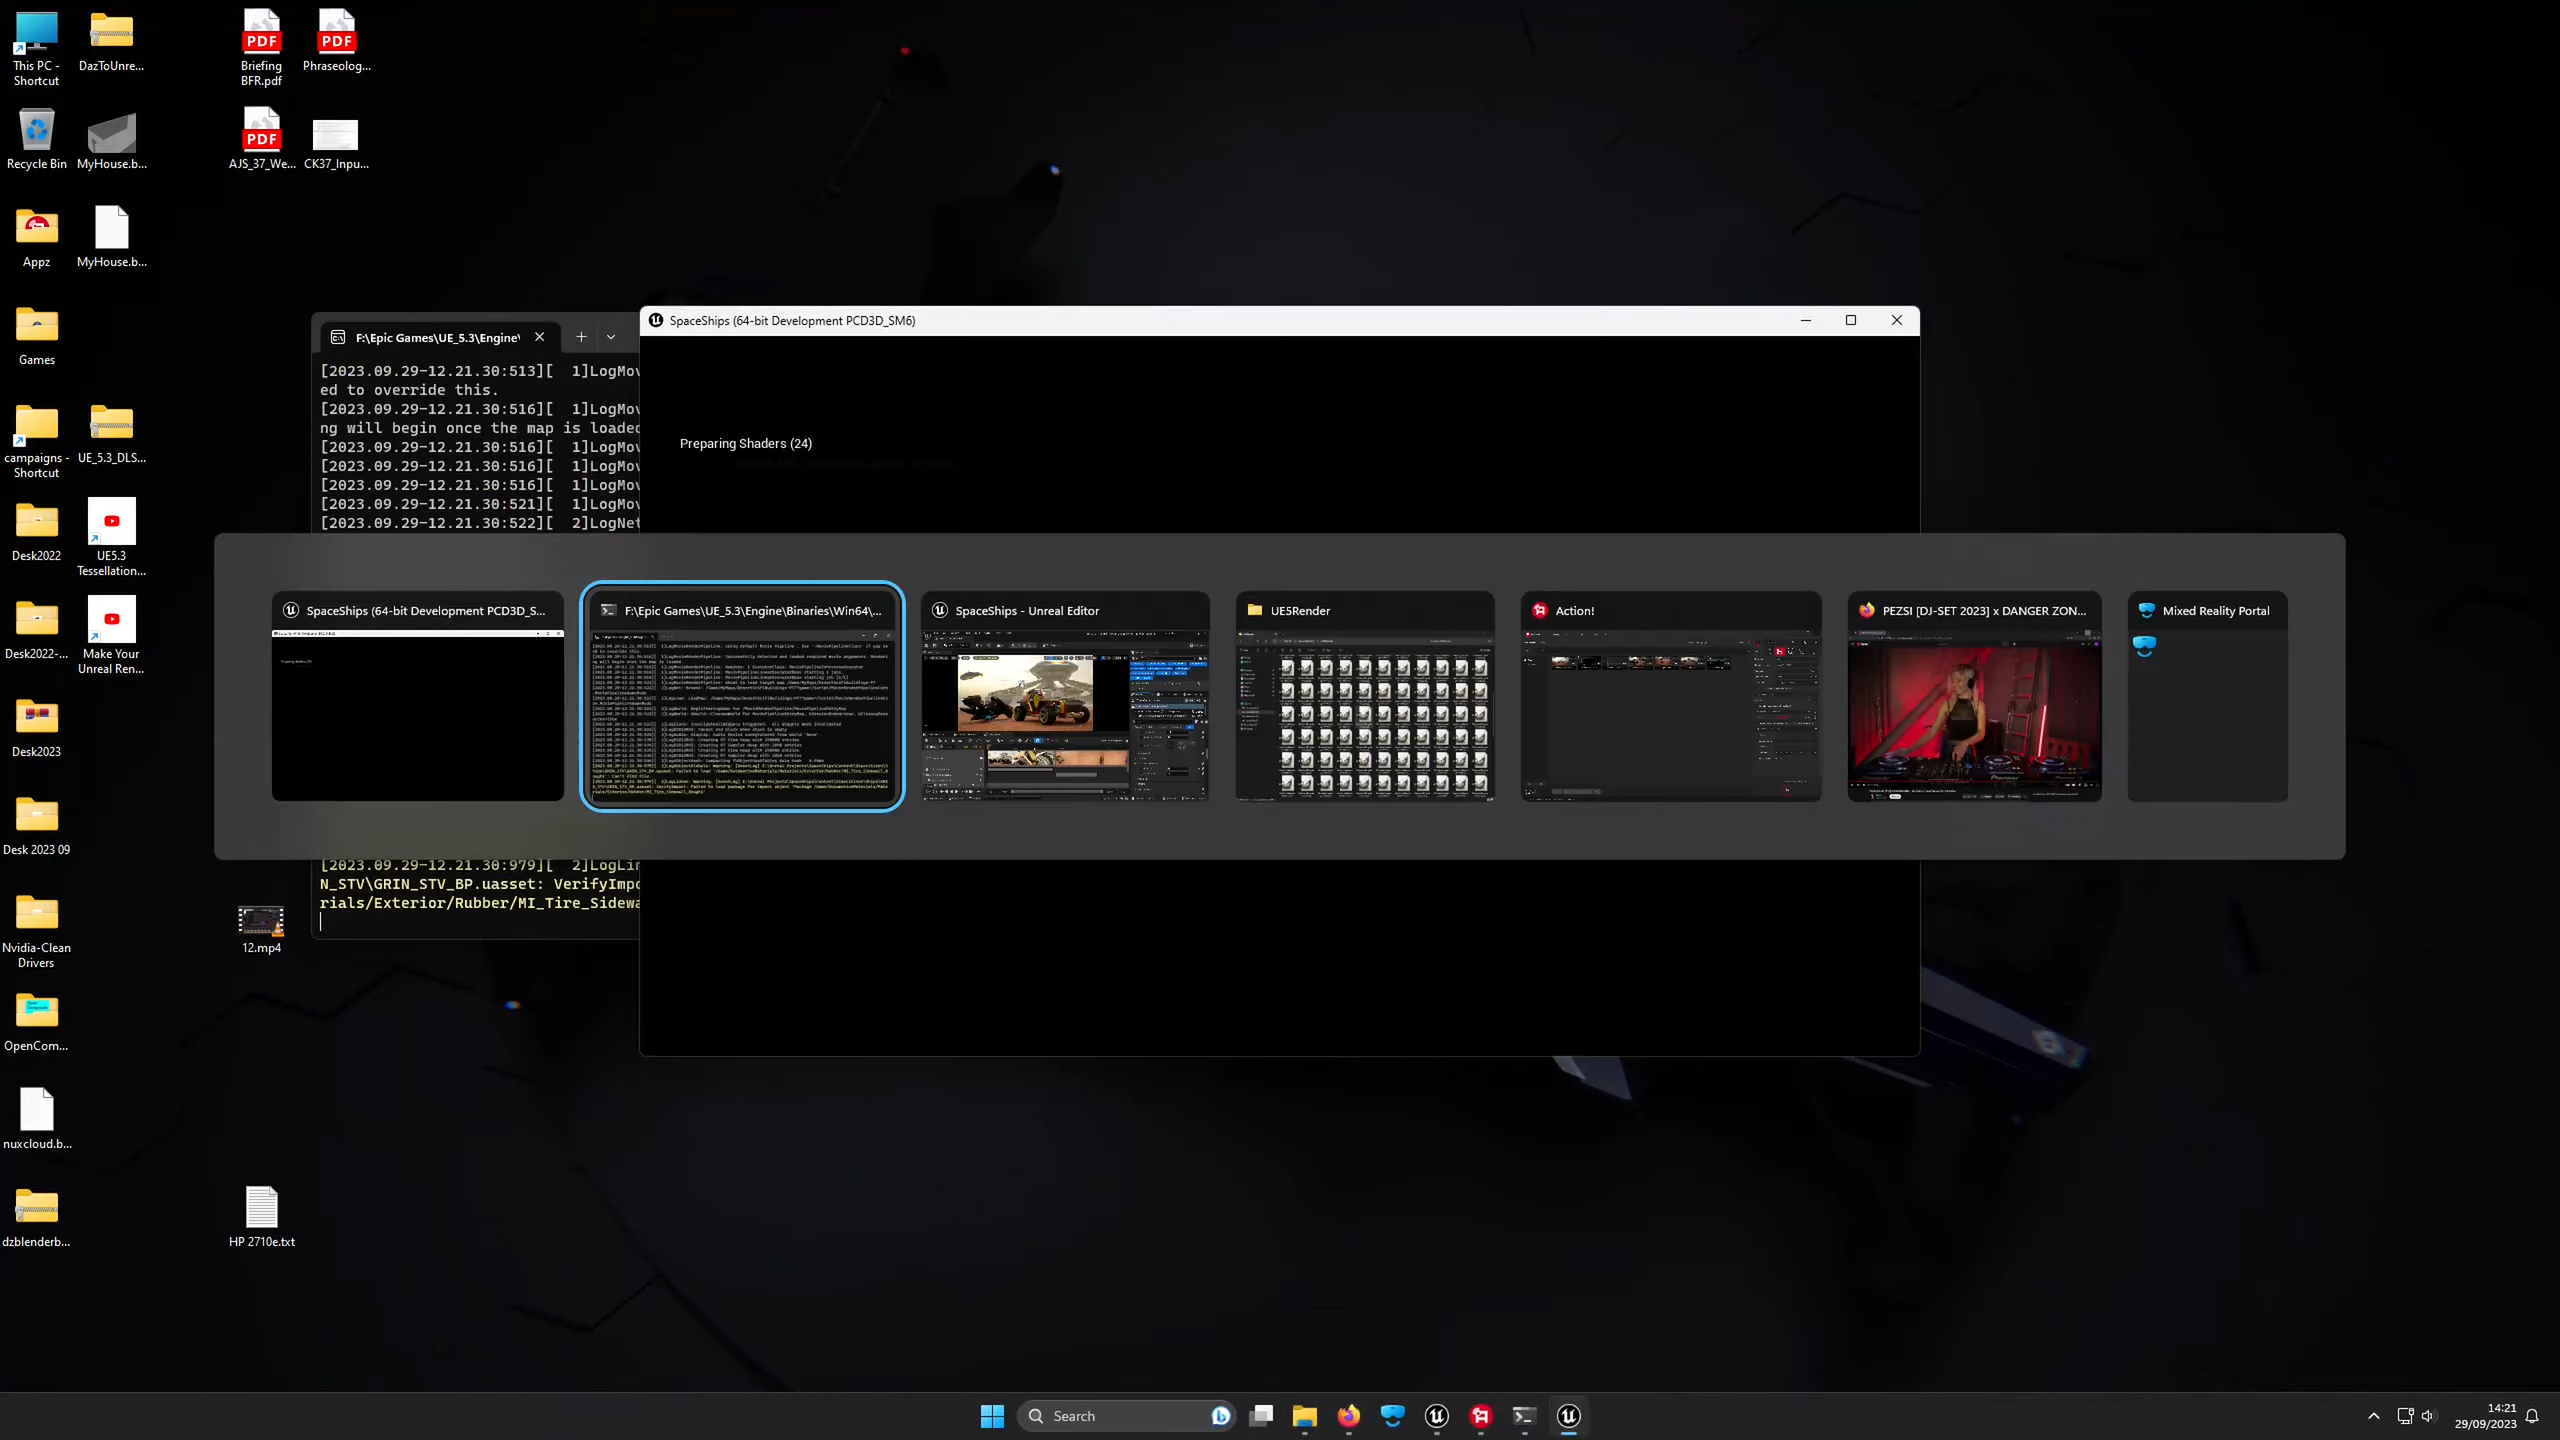 This PC -
Shortcut
DazToUnre...
Briefing
BFR.pdf
Phraseolog...
Recycle Bin
MyHouse.b...
AJS_37_We...
CK37_Inpu...
Appz
MyHouse.b...
Games
campaigns -
Shortcut
UE_5.3_DLS...
Desk2022
UE5.3
Tessellation...
Desk2022-...
Make Your
Unreal Ren...
Desk2023
Desk 2023 09
Nvidia-Clean
Drivers
12.mp4
OpenCom...
nuxcloud.b...
dzblenderb...
HP 2710e.txt
F:\Epic Games\UE_5.3\Engine\
[2023.09.29-12.21.30:513][  1]LogMov
ed to override this.
[2023.09.29-12.21.30:516][  1]LogMov
ng will begin once the map is loaded
[2023.09.29-12.21.30:516][  1]LogMov
[2023.09.29-12.21.30:516][  1]LogMov
[2023.09.29-12.21.30:516][  1]LogMov
[2023.09.29-12.21.30:521][  1]LogMov
[2023.09.29-12.21.30:522][  2]LogNet
[2023.09.29-12.21.30:979][  2]LogLin
N_STV\GRIN_STV_BP.uasset: VerifyImpo
rials/Exterior/Rubber/MI_Tire_Sidewa
SpaceShips (64-bit Development PCD3D_SM6)
Preparing Shaders (24)
SpaceShips (64-bit Development PCD3D_S...
F:\Epic Games\UE_5.3\Engine\Binaries\Win64\...
SpaceShips - Unreal Editor
UE5Render
Action!
PEZSI [DJ-SET 2023] x DANGER ZON...
Mixed Reality Portal
Search
14:21
29/09/2023